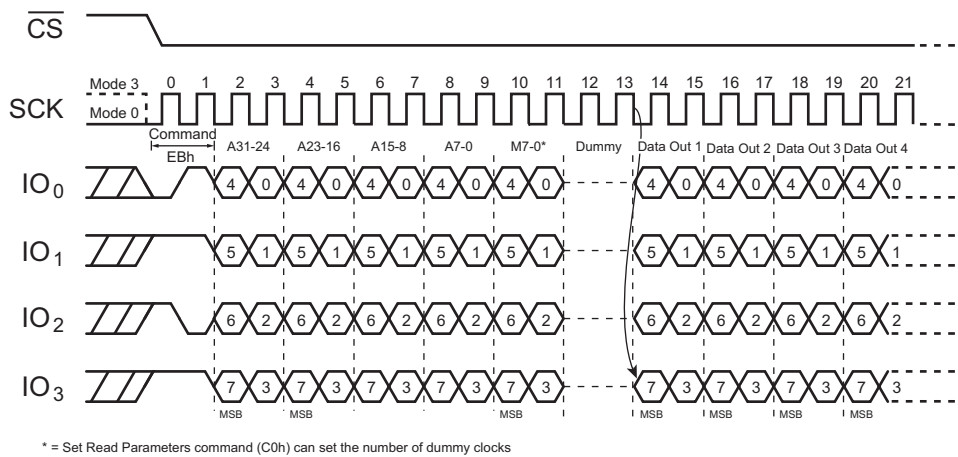 CS
0 1 2 3 4 5 6 7 8 9 10 11 12 13 14 15 16 17 18 19 20 21
Mode 3
SCK Mode 0
Command
EBh A31-24 A23-16 A15-8 A7-0 M7-0* Dummy Data Out 1 Data Out 2 Data Out 3 Data Out 4
IO0 4 0 4 0 4 0 4 0 4 0 4 0 4 0 4 0 4 0
IO1 5 1 5 1 5 1 5 1 5 1 5 1 5 1 5 1 5 1
IO2 6 2 6 2 6 2 6 2 6 2 6 2 6 2 6 2 6 2
IO3 7 3 7 3 7 3 7 3 7 3 7 3 7 3 7 3 7 3
MSB MSB MSB MSB MSB MSB MSB
* = Set Read Parameters command (C0h) can set the number of dummy clocks